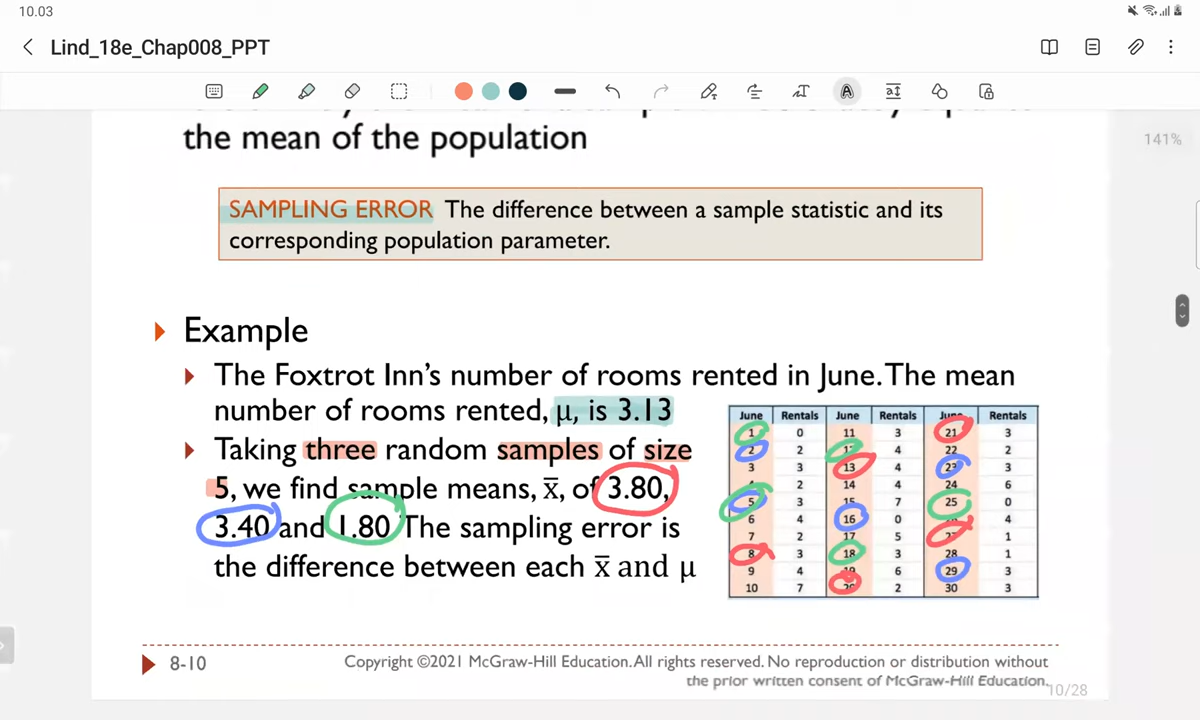 10.03
Lind_18e_Chap008_PPT
141%
the mean of the population
SAMPLING ERROR The difference between a sample statistic and its
corresponding population parameter.
Example
The Foxtrot Inn's number of rooms rented in June. The mean
number of rooms rented, μ, is 3.13
Taking three random samples of size
5, we find sample means, x̅, of 3.80,
3.40 and 1.80 The sampling error is
the difference between each x̅ and μ
June Rentals June Rentals June Rentals
1 0 11 3 21 3
2 2 4 22 2
3 3 13 4 3
2 14 4 24 6
5 3 15 7 25 0
6 4 16 0 4
7 2 17 5 1
8 3 18 3 28 1
9 4 6 29 3
10 7 2 30 3
8-10
Copyright ©2021 McGraw-Hill Education. All rights reserved. No reproduction or distribution without
the prior written consent of McGraw-Hill Education.
10/28